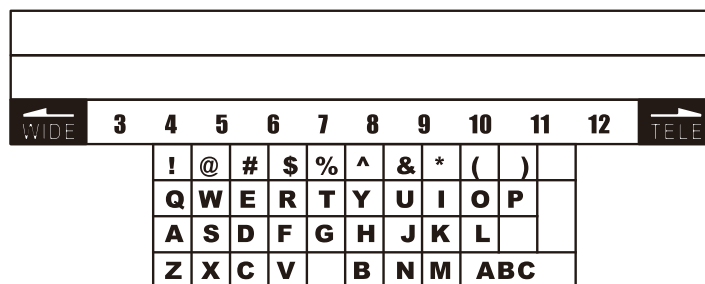 WIDE 3 4 5 6 7 8 9 10 11 12 TELE
! @ # $ % ^ & * ( )
Q W E R T Y U I O P
A S D F G H J K L
Z X C V B N M ABC